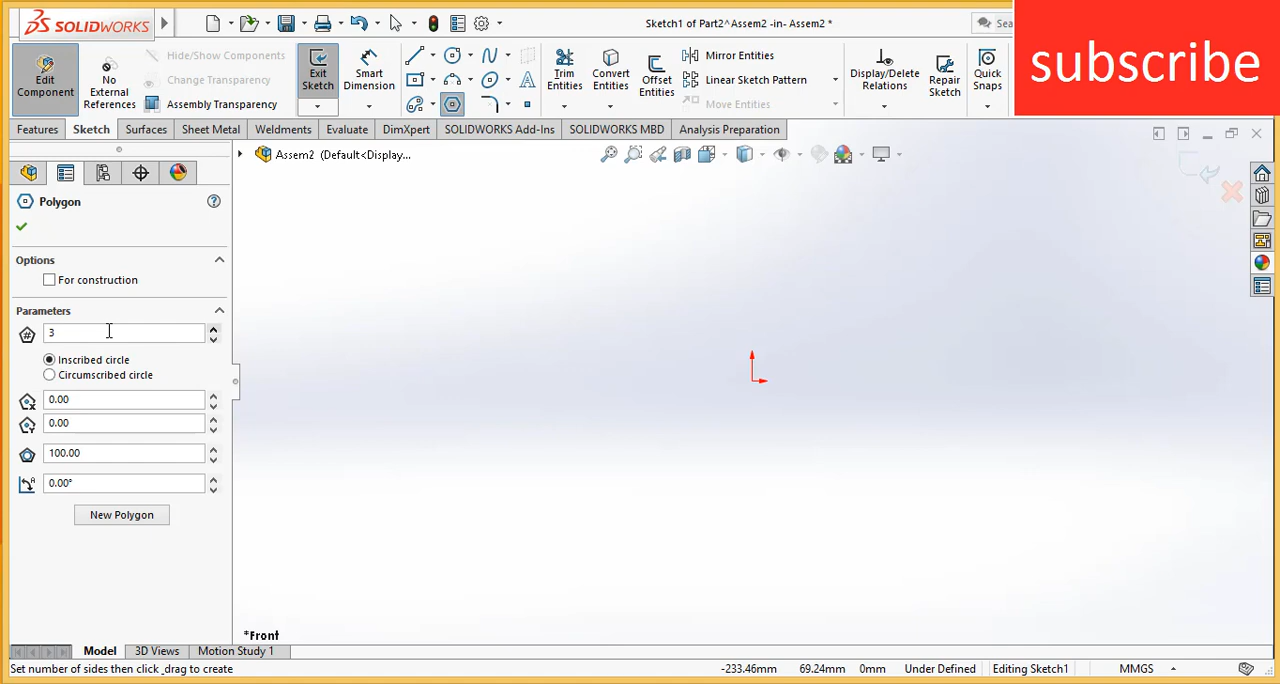 SOLIDWORKS
Sketch1 of Part2^Assem2 -in- Assem2 *
Sea
subscribe
Edit Component
No External References
Hide/Show Components
Change Transparency
Assembly Transparency
Exit Sketch
Smart Dimension
Trim Entities
Convert Entities
Offset Entities
Mirror Entities
Linear Sketch Pattern
Move Entities
Display/Delete Relations
Repair Sketch
Quick Snaps
Features
Sketch
Surfaces
Sheet Metal
Weldments
Evaluate
DimXpert
SOLIDWORKS Add-Ins
SOLIDWORKS MBD
Analysis Preparation
Assem2 (Default<Display...
Polygon
Options
For construction
Parameters
3
Inscribed circle
Circumscribed circle
0.00
0.00
100.00
0.00°
New Polygon
*Front
Model
3D Views
Motion Study 1
Set number of sides then click _drag to create
-233.46mm
69.24mm
0mm
Under Defined
Editing Sketch1
MMGS